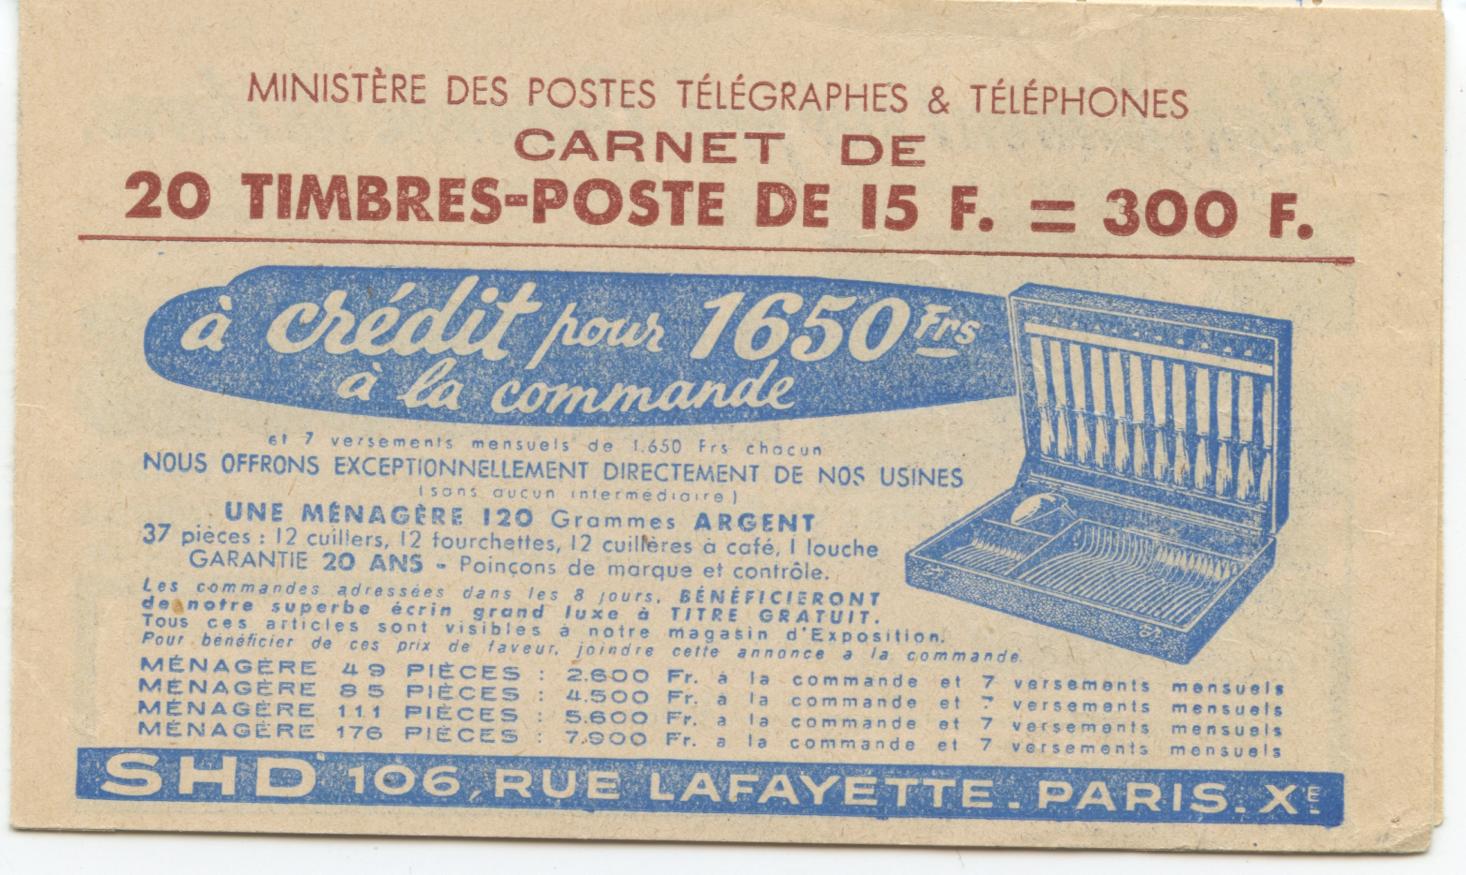 MINISTÈRE DES POSTES TÉLÉGRAPHES & TÉLÉPHONES
CARNET DE
20 TIMBRES-POSTE DE 15 F. = 300 F.
à crédit pour 1650 Frs
à la commande
et 7 versements mensuels de 1.650 Frs chacun
NOUS OFFRONS EXCEPTIONNELLEMENT DIRECTEMENT DE NOS USINES
(sans aucun intermédiaire)
UNE MÉNAGÈRE 120 Grammes ARGENT
37 pièces : 12 cuillers, 12 fourchettes, 12 cuillères à café, 1 louche
GARANTIE 20 ANS - Poinçons de marque et contrôle.
Les commandes adressées dans les 8 jours, BÉNÉFICIERONT
de notre superbe écrin grand luxe à TITRE GRATUIT.
Tous ces articles sont visibles à notre magasin d'Exposition.
Pour bénéficier de ces prix de faveur, joindre cette annonce a la commande.
MÉNAGÈRE 49 PIÈCES : 2.600 Fr. à la commande et 7 versements mensuels
MÉNAGÈRE 85 PIÈCES : 4.500 Fr. à la commande et 7 versements mensuels
MÉNAGÈRE 111 PIÈCES : 5.600 Fr. à la commande et 7 versements mensuels
MÉNAGÈRE 176 PIÈCES : 7.900 Fr. a la commande et 7 versements mensuels
SHD 106, RUE LAFAYETTE. PARIS. X